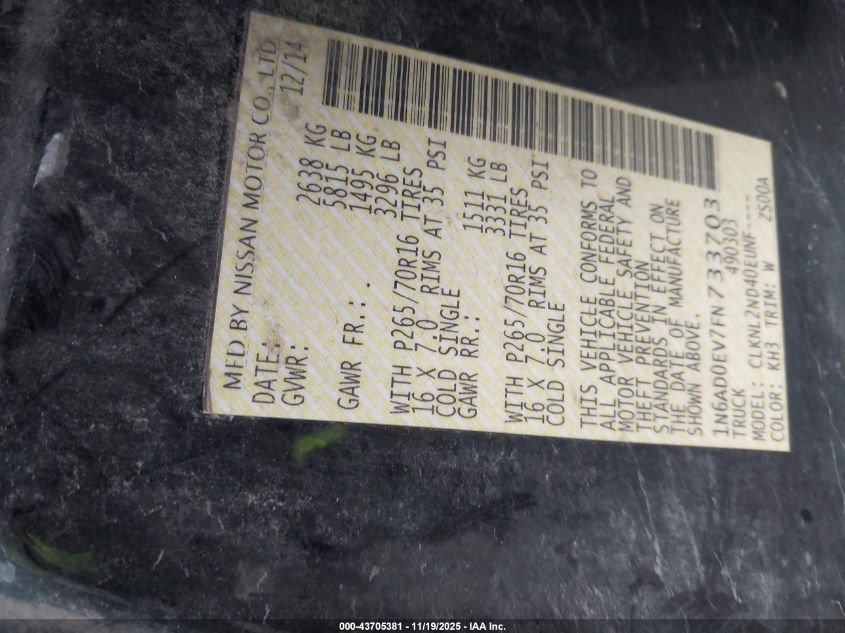 MFD BY NISSAN MOTOR CO., LTD
DATE: 12/14
GVWR: 2638 KG
5815 LB
GAWR FR.: 1495 KG
3296 LB
WITH P265/70R16 TIRES
16 X 7.0 RIMS AT 35 PSI
COLD SINGLE
GAWR RR.: 1511 KG
3331 LB
WITH P265/70R16 TIRES
16 X 7.0 RIMS AT 35 PSI
COLD SINGLE
THIS VEHICLE CONFORMS TO
ALL APPLICABLE FEDERAL
MOTOR VEHICLE SAFETY AND
THEFT PREVENTION
STANDARDS IN EFFECT ON
THE DATE OF MANUFACTURE
SHOWN ABOVE.
1N6AD0EV7FN733703
TRUCK 490303
MODEL: CLKNL2ND40EUNF----
COLOR: KH3 TRIM: W 2S00A
000-43705381 - 11/19/2025 - IAA Inc.